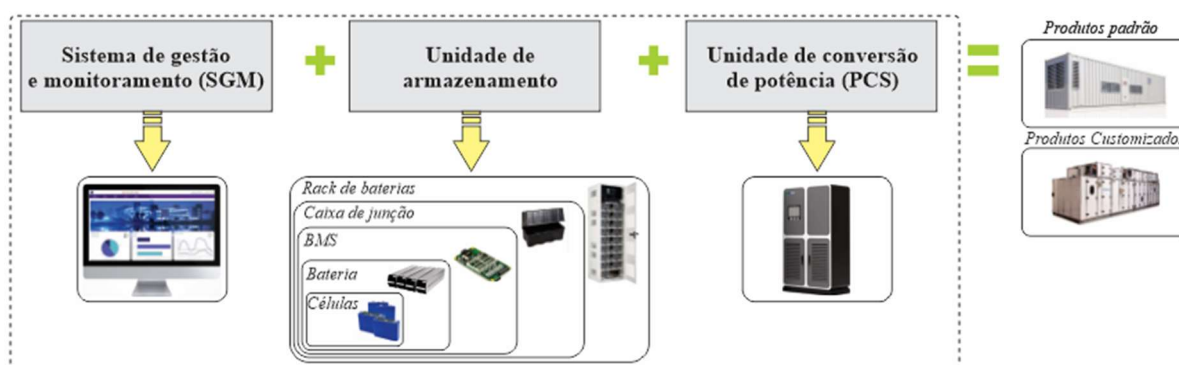 Sistema de gestão
e monitoramento (SGM)
Unidade de
armazenamento
Unidade de conversão
de potência (PCS)
Produtos padrão
Produtos Customizado
Rack de baterias
Caixa de junção
BMS
Bateria
Células